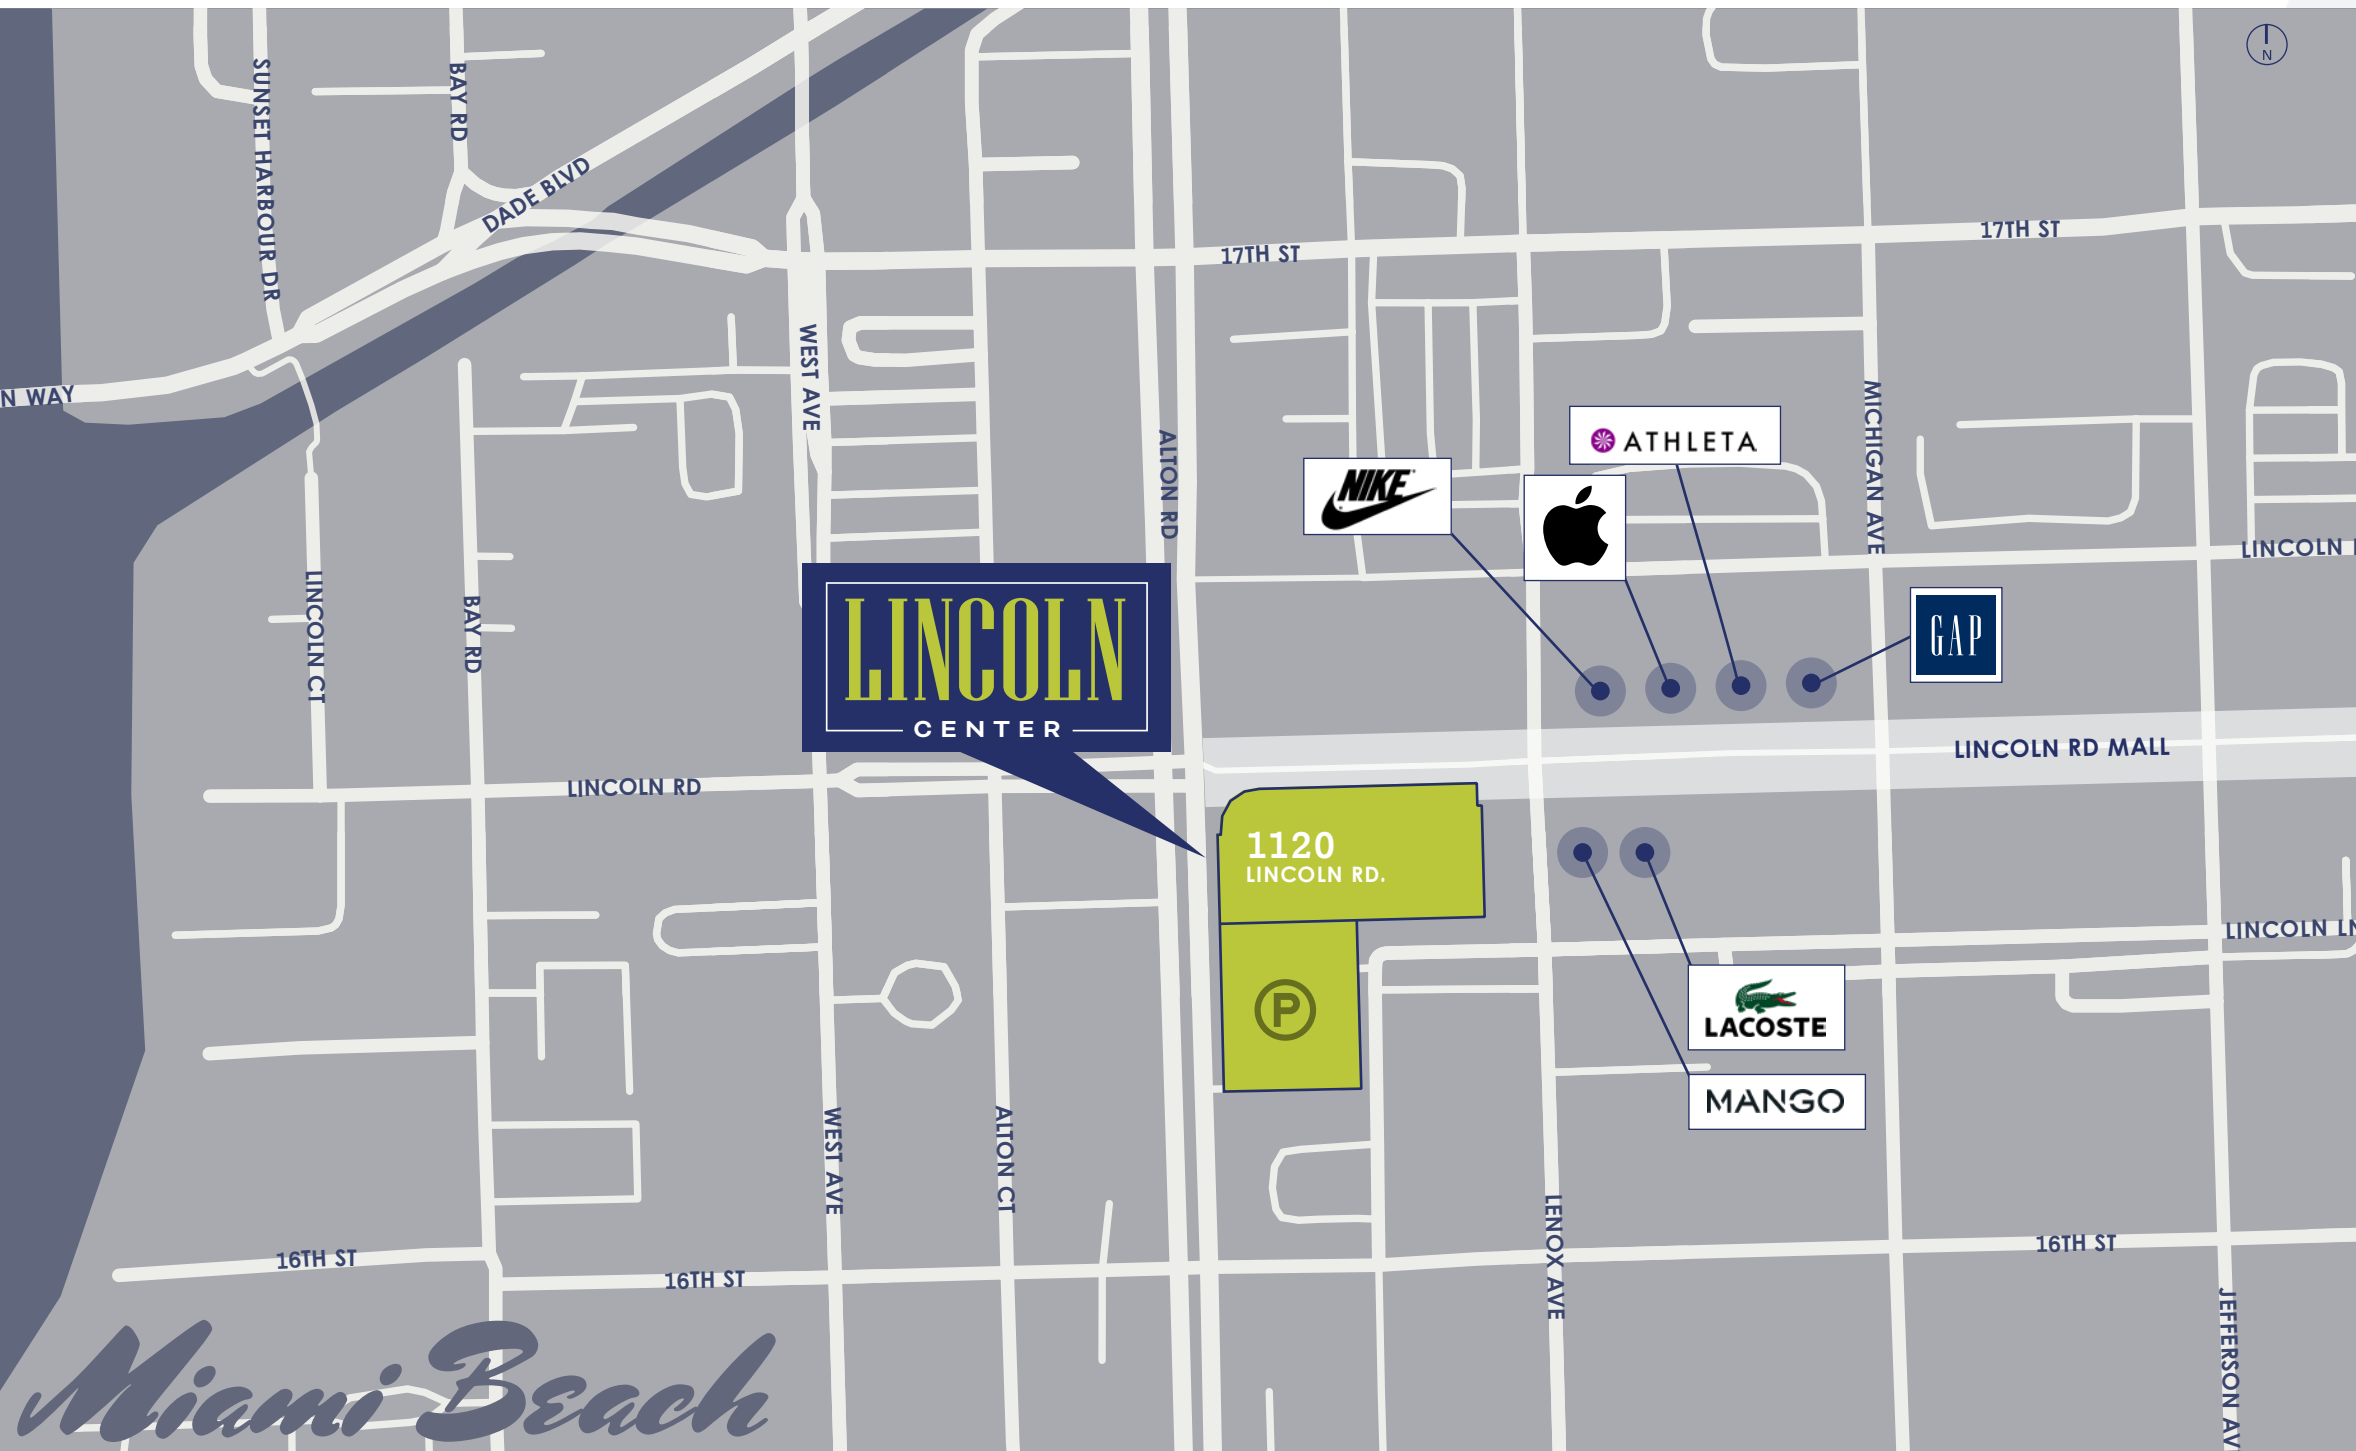 N
SUNSET HARBOUR DR
BAY RD
DADE BLVD
17TH ST
17TH ST
N WAY
WEST AVE
ALTON RD
MICHIGAN AVE
ATHLETA
NIKE
LINCOLN
LINCOLN CT
BAY RD
LINCOLN
CENTER
GAP
LINCOLN RD MALL
LINCOLN RD
1120
LINCOLN RD.
LINCOLN LN
P
LACOSTE
MANGO
WEST AVE
ALTON CT
LENOX AVE
16TH ST
16TH ST
16TH ST
JEFFERSON AV
Miami Beach